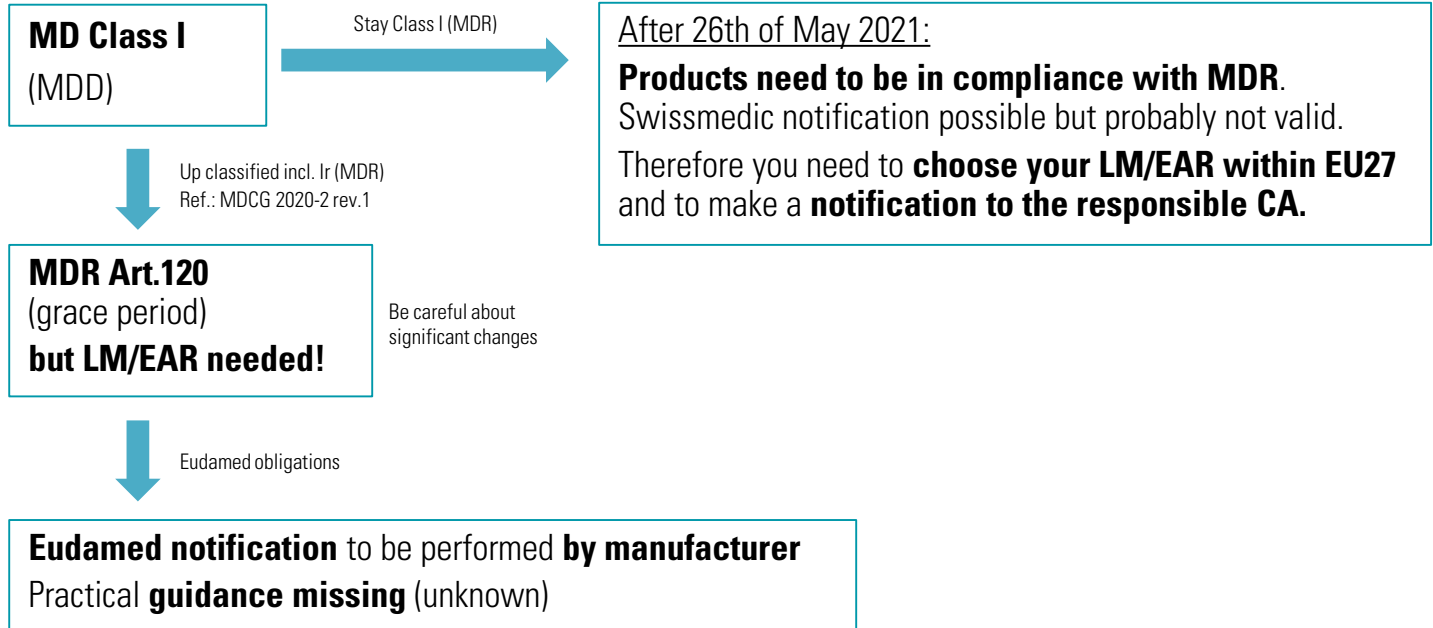 MD Class I
(MDD)
Stay Class I (MDR)
After 26th of May 2021:
Products need to be in compliance with MDR.
Swissmedic notification possible but probably not valid.
Therefore you need to choose your LM/EAR within EU27
and to make a notification to the responsible CA.
Up classified incl. Ir (MDR)
Ref.: MDCG 2020-2 rev.1
MDR Art.120
(grace period)
but LM/EAR needed!
Be careful about
significant changes
Eudamed obligations
Eudamed notification to be performed by manufacturer
Practical guidance missing (unknown)